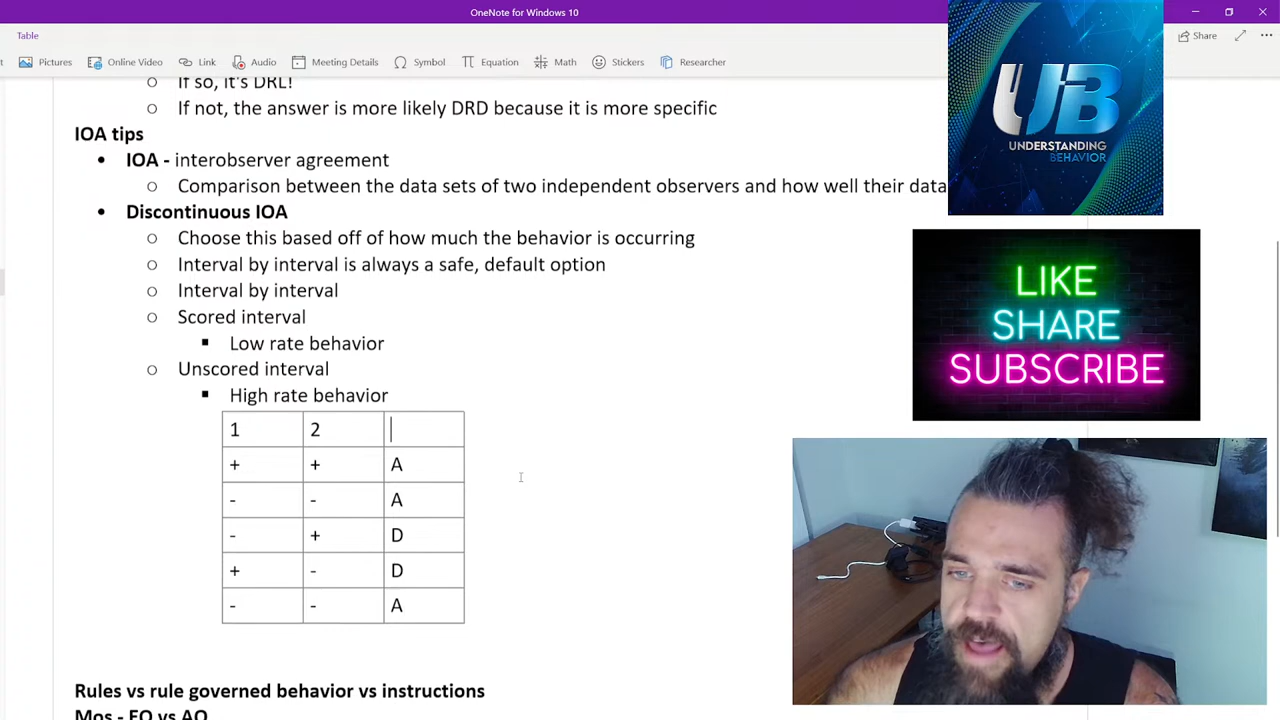 OneNote for Windows 10
Table
t Pictures Online Video Link Audio Meeting Details Symbol Equation Math Stickers Researcher
Share
If so, it's DRL!
If not, the answer is more likely DRD because it is more specific
IOA tips
IOA - interobserver agreement
Comparison between the data sets of two independent observers and how well their data
Discontinuous IOA
Choose this based off of how much the behavior is occurring
Interval by interval is always a safe, default option
Interval by interval
Scored interval
Low rate behavior
Unscored interval
High rate behavior
1 2
+ + A
- - A
- + D
+ - D
- - A
Rules vs rule governed behavior vs instructions
Mos - EO vs AO
UB
UNDERSTANDING
BEHAVIOR
LIKE
SHARE
SUBSCRIBE